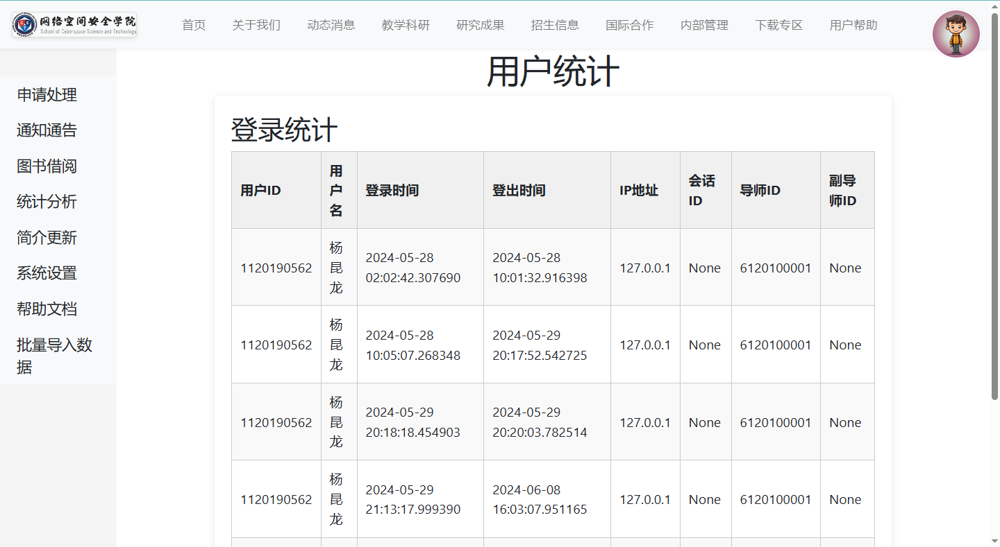 网络空间安全学院
School of Cyberspace Science and Technology
首页 关于我们 动态消息 教学科研 研究成果 招生信息 国际合作 内部管理 下载专区 用户帮助
申请处理
通知通告
图书借阅
统计分析
简介更新
系统设置
帮助文档
批量导入数
据
用户统计
登录统计
用户ID 用户名 登录时间 登出时间 IP地址 会话ID 导师ID 副导师ID
1120190562 杨昆龙 2024-05-28 02:02:42.307690 2024-05-28 10:01:32.916398 127.0.0.1 None 6120100001 None
1120190562 杨昆龙 2024-05-28 10:05:07.268348 2024-05-29 20:17:52.542725 127.0.0.1 None 6120100001 None
1120190562 杨昆龙 2024-05-29 20:18:18.454903 2024-05-29 20:20:03.782514 127.0.0.1 None 6120100001 None
1120190562 杨昆龙 2024-05-29 21:13:17.999390 2024-06-08 16:03:07.951165 127.0.0.1 None 6120100001 None